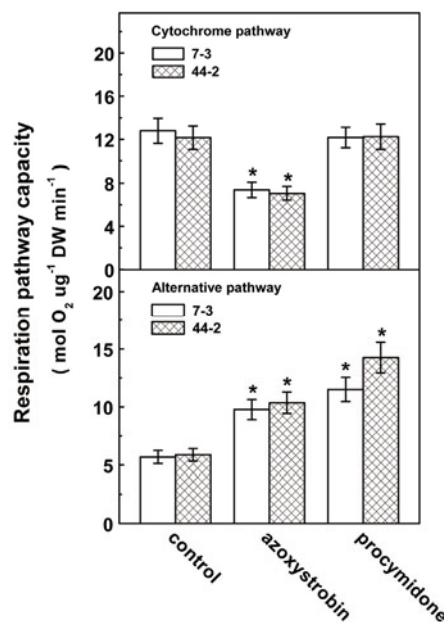 Respiration pathway capacity
( mol O₂ ug⁻¹ DW min⁻¹ )
Cytochrome pathway
7-3
44-2
20
16
12
8
4
0
* *
Alternative pathway
7-3
44-2
20
15
10
5
0
* * * *
control
azoxystrobin
procymidone